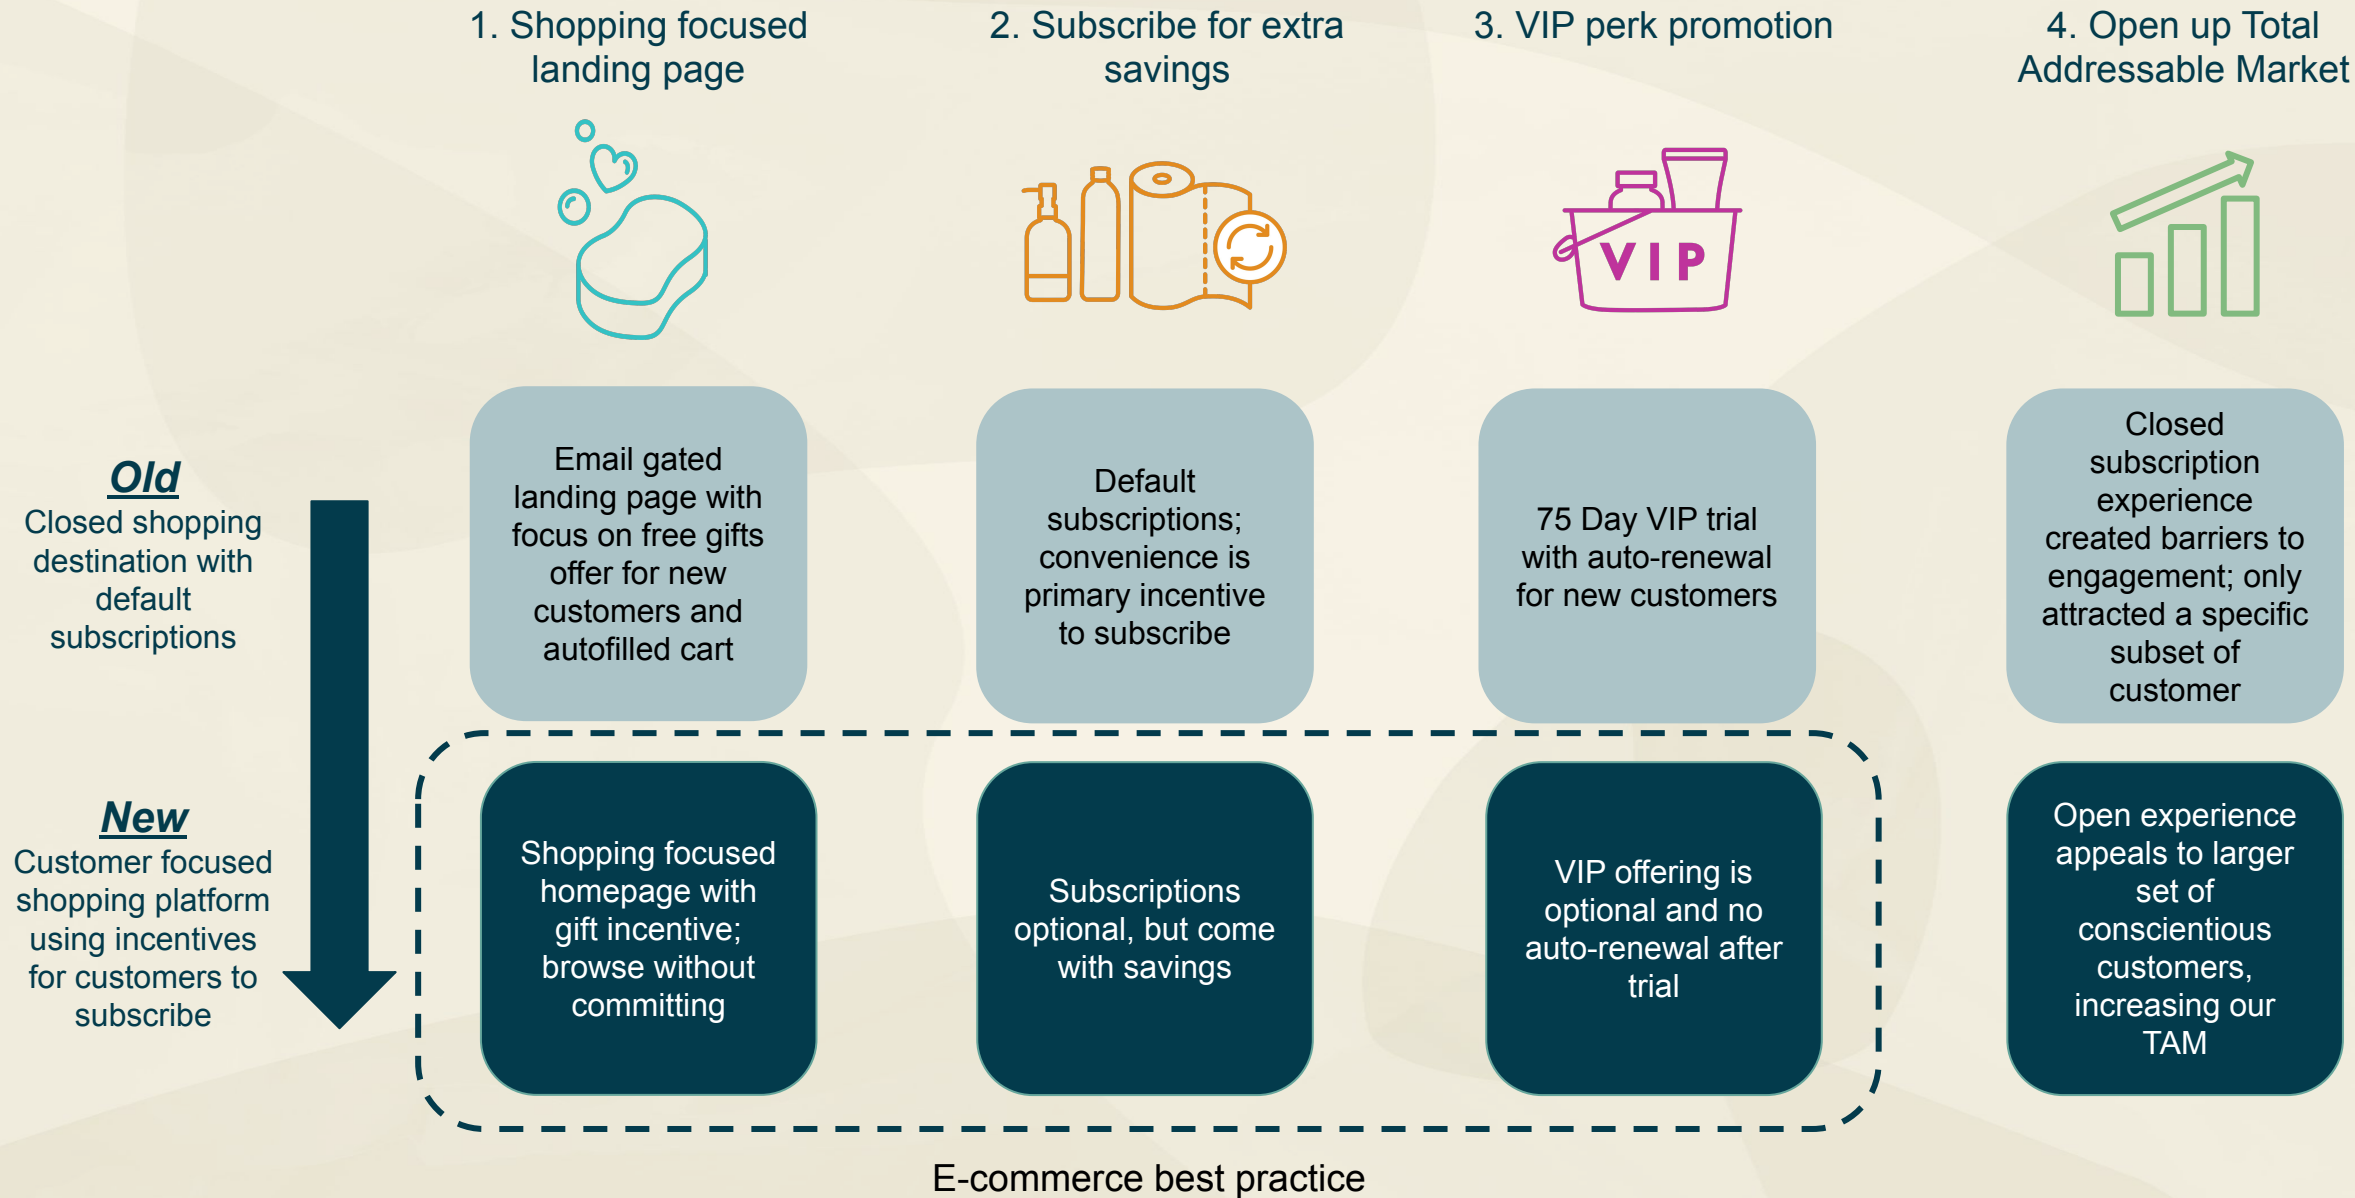 1. Shopping focused
landing page
2. Subscribe for extra
savings
3. VIP perk promotion
4. Open up Total
Addressable Market
VIP
Old
Closed shopping
destination with
default
subscriptions
Email gated
landing page with
focus on free gifts
offer for new
customers and
autofilled cart
Default
subscriptions;
convenience is
primary incentive
to subscribe
75 Day VIP trial
with auto-renewal
for new customers
Closed
subscription
experience
created barriers to
engagement; only
attracted a specific
subset of
customer
New
Customer focused
shopping platform
using incentives
for customers to
subscribe
Shopping focused
homepage with
gift incentive;
browse without
committing
Subscriptions
optional, but come
with savings
VIP offering is
optional and no
auto-renewal after
trial
Open experience
appeals to larger
set of
conscientious
customers,
increasing our
TAM
E-commerce best practice